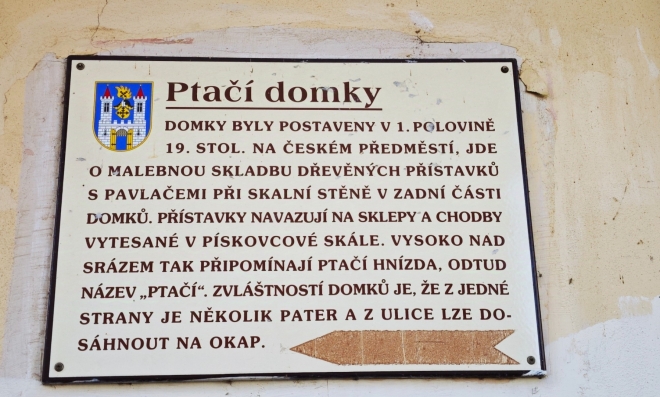 Ptačí domky
DOMKY BYLY POSTAVENY V 1. POLOVINĚ
19. STOL. NA ČESKÉM PŘEDMĚSTÍ, JDE
O MALEBNOU SKLADBU DŘEVĚNÝCH PŘÍSTAVKŮ
S PAVLAČEMI PŘI SKALNÍ STĚNĚ V ZADNÍ ČÁSTI
DOMKŮ. PŘÍSTAVKY NAVAZUJÍ NA SKLEPY A CHODBY
VYTESANÉ V PÍSKOVCOVÉ SKÁLE. VYSOKO NAD
SRÁZEM TAK PŘIPOMÍNAJÍ PTAČÍ HNÍZDA, ODTUD
NÁZEV „PTAČÍ“. ZVLÁŠTNOSTÍ DOMKŮ JE, ŽE Z JEDNÉ
STRANY JE NĚKOLIK PATER A Z ULICE LZE DO-
SÁHNOUT NA OKAP.